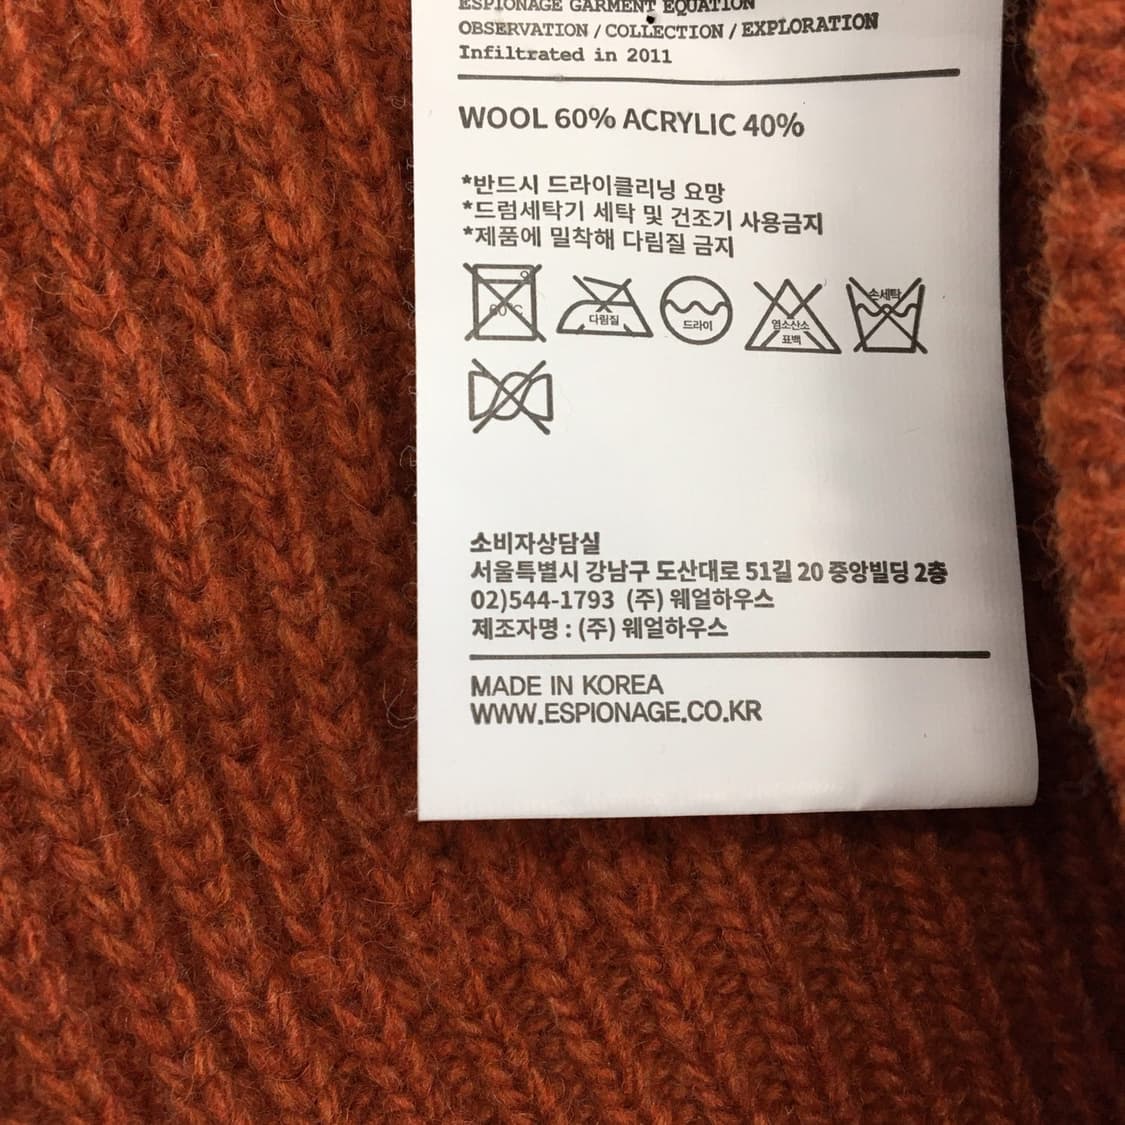 ESPIONAGE GARMENT EQUATION
OBSERVATION / COLLECTION / EXPLORATION
Infiltrated in 2011
WOOL 60% ACRYLIC 40%
*반드시 드라이클리닝 요망
*드럼세탁기 세탁 및 건조기 사용금지
*제품에 밀착해 다림질 금지
다림질
드라이
염소산소
표백
손세탁
소비자상담실
서울특별시 강남구 도산대로 51길 20 중앙빌딩 2층
02)544-1793 (주) 웨얼하우스
제조자명 : (주) 웨얼하우스
MADE IN KOREA
WWW.ESPIONAGE.CO.KR